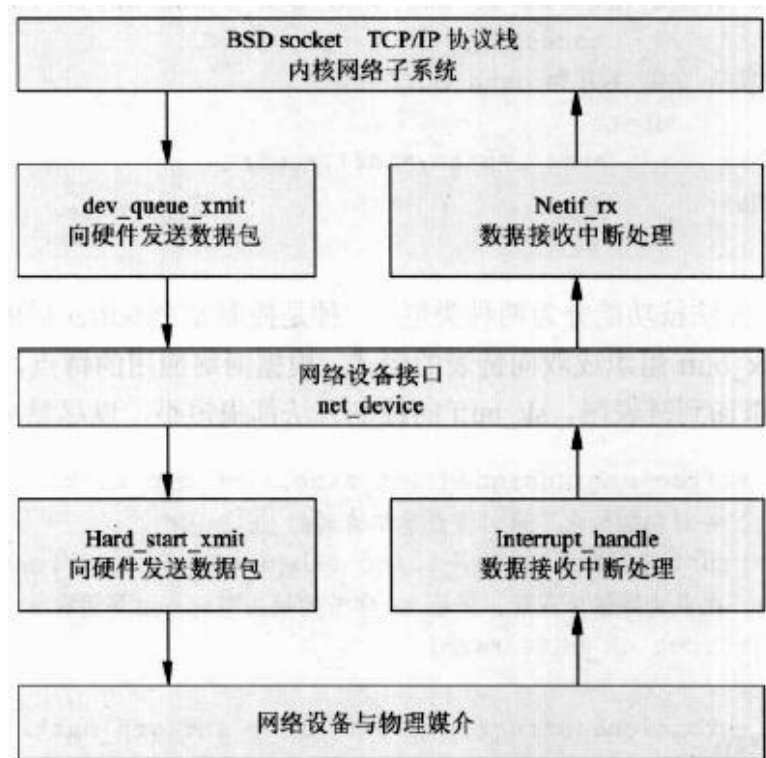 BSD socket TCP/IP 协议栈
内核网络子系统
dev_queue_xmit
向硬件发送数据包
Netif_rx
数据接收中断处理
网络设备接口
net_device
Hard_start_xmit
向硬件发送数据包
Interrupt_handle
数据接收中断处理
网络设备与物理媒介